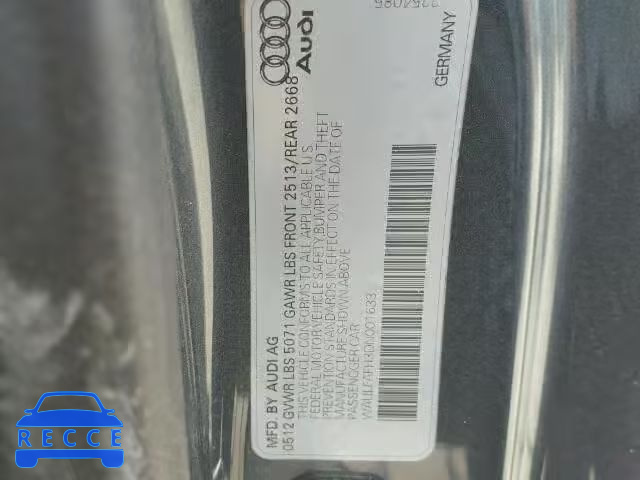 3354086
Audi
GERMANY
MFD. BY AUDI AG
0512 GVWR LBS 5071 GAWR LBS FRONT 2513/REAR 2668
THIS VEHICLE CONFORMS TO ALL APPLICABLE U.S.
FEDERAL MOTOR VEHICLE SAFETY, BUMPER AND THEFT
PREVENTION STANDARDS IN EFFECT ON THE DATE OF
MANUFACTURE SHOWN ABOVE
PASSENGER CAR
RECCE